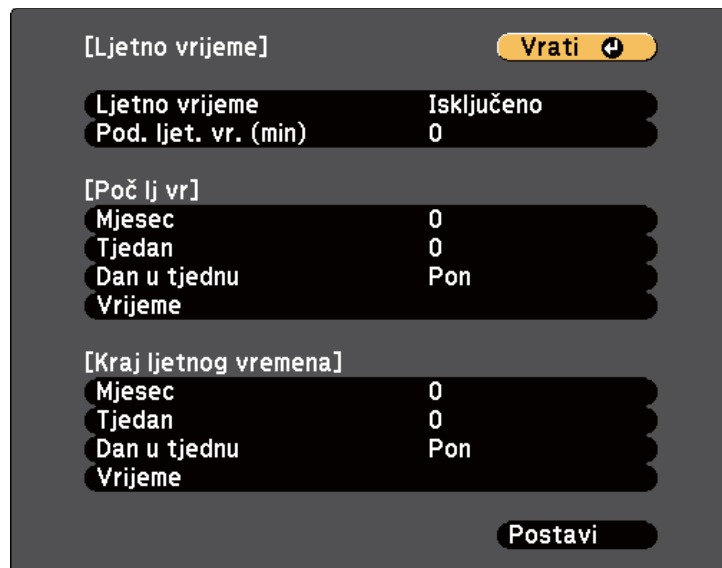 [Ljetno vrijeme] Vrati
Ljetno vrijeme Isključeno
Pod. ljet. vr. (min) 0
[Poč lj vr]
Mjesec 0
Tjedan 0
Dan u tjednu Pon
Vrijeme
[Kraj ljetnog vremena]
Mjesec 0
Tjedan 0
Dan u tjednu Pon
Vrijeme
Postavi